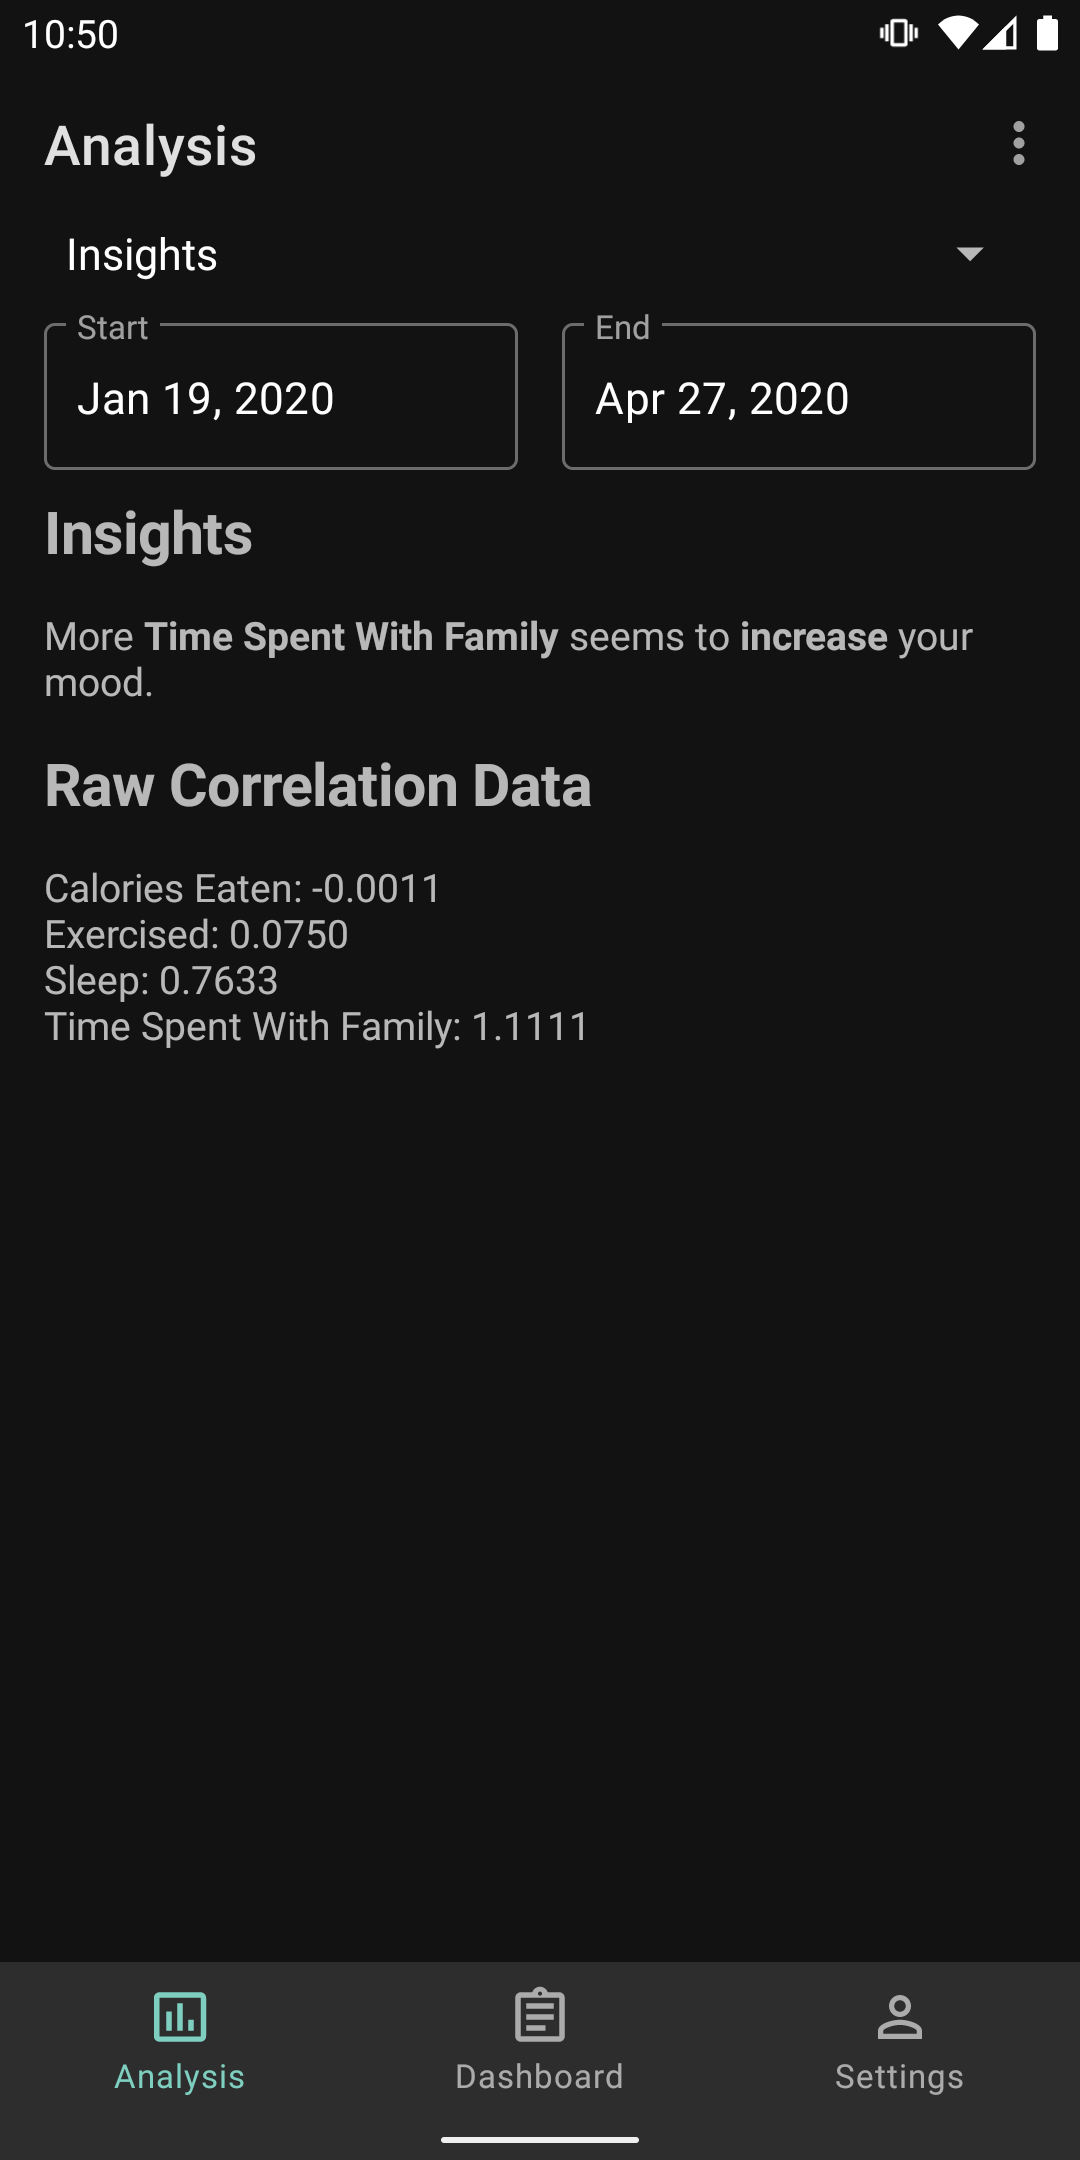 10:50
Analysis
Insights
Start
End
Jan 19, 2020
Apr 27, 2020
Insights
More Time Spent With Family seems to increase your
mood.
Raw Correlation Data
Calories Eaten: -0.0011
Exercised: 0.0750
Sleep: 0.7633
Time Spent With Family: 1.1111
Analysis
Dashboard
Settings